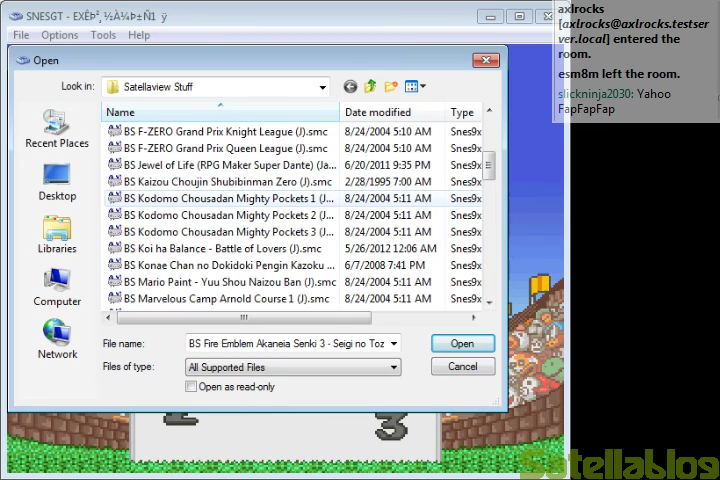 SNESGT - EXÉÞ²¸ ½À¼Þ±Ñ1 ÿ
File Options Tools Help
Open
Look in: Satellaview Stuff
Name Date modified Type
BS F-ZERO Grand Prix Knight League (J).smc 8/24/2004 5:10 AM Snes9x
BS F-ZERO Grand Prix Queen League (J).smc 8/24/2004 5:10 AM Snes9x
BS Jewel of Life (RPG Maker Super Dante) (Ja... 6/20/2011 9:35 PM Snes9x
BS Kaizou Choujin Shubibinman Zero (J).smc 2/28/1995 7:00 AM Snes9x
BS Kodomo Chousadan Mighty Pockets 1 (J... 8/24/2004 5:11 AM Snes9x
BS Kodomo Chousadan Mighty Pockets 2 (J... 8/24/2004 5:11 AM Snes9x
BS Kodomo Chousadan Mighty Pockets 3 (J... 8/24/2004 5:11 AM Snes9x
BS Koi ha Balance - Battle of Lovers (J).smc 5/26/2012 12:06 AM Snes9x
BS Konae Chan no Dokidoki Pengin Kazoku ... 6/7/2008 7:41 PM Snes9x
BS Mario Paint - Yuu Shou Naizou Ban (J).smc 8/24/2004 5:11 AM Snes9x
BS Marvelous Camp Arnold Course 1 (J).smc 8/24/2004 5:11 AM Snes9x
Recent Places
Desktop
Libraries
Computer
Network
File name: BS Fire Emblem Akaneia Senki 3 - Seigi no Toz Open
Files of type: All Supported Files Cancel
Open as read-only
2 3
axlrocks
[axlrocks@axlrocks.testser
ver.local] entered the
room.
esm8m left the room.
slickninja2030: Yahoo
FapFapFap
Satellablog